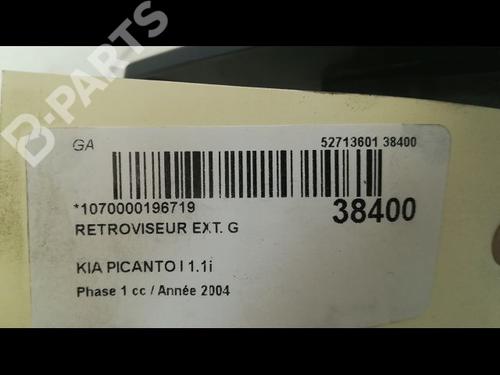 B-PARTS
GA
52713601 38400
*1070000196719
38400
RETROVISEUR EXT. G
KIA PICANTO I 1.1i
Phase 1 cc / Année 2004